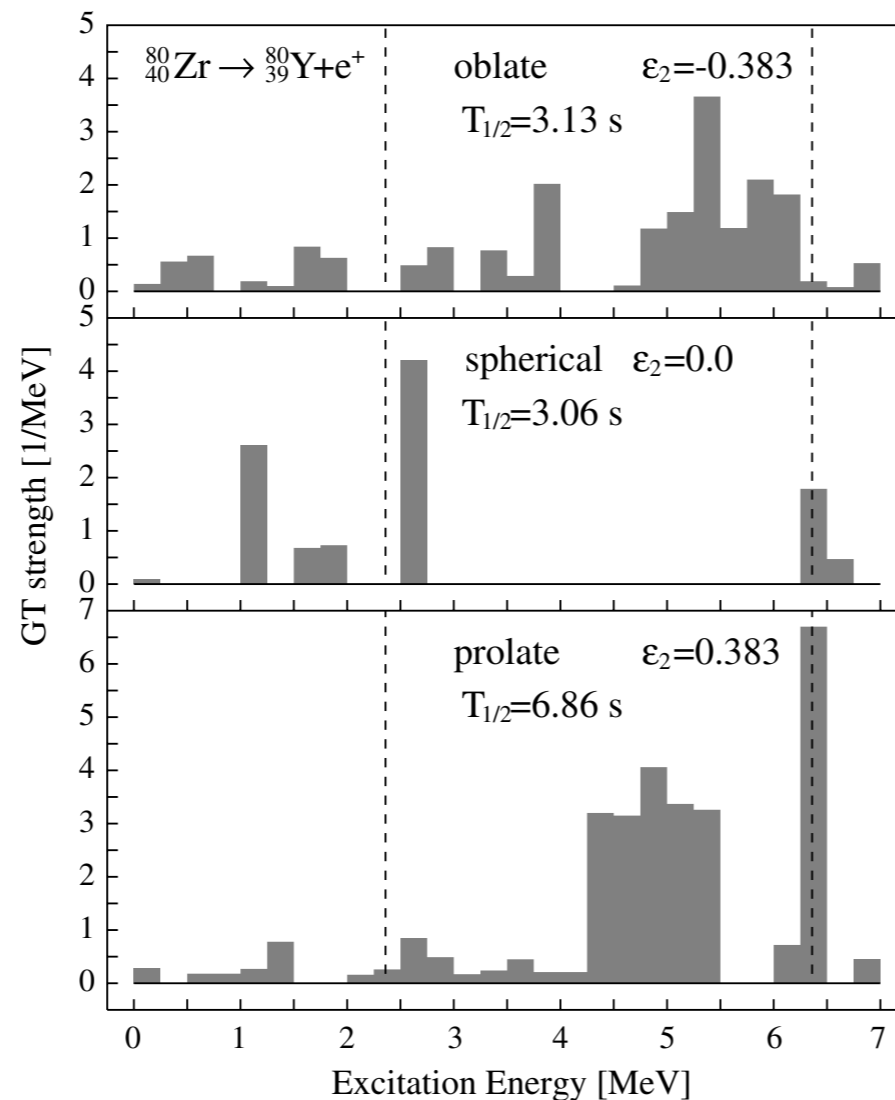 5
4
3
2
1
0
⁸⁰₄₀Zr → ⁸⁰₃₉Y+e⁺ oblate ε₂=-0.383
T₁/₂=3.13 s
5
4
3
2
1
0
spherical ε₂=0.0
T₁/₂=3.06 s
7
6
5
4
3
2
1
0
prolate ε₂=0.383
T₁/₂=6.86 s
GT strength [1/MeV]
0 1 2 3 4 5 6 7
Excitation Energy [MeV]